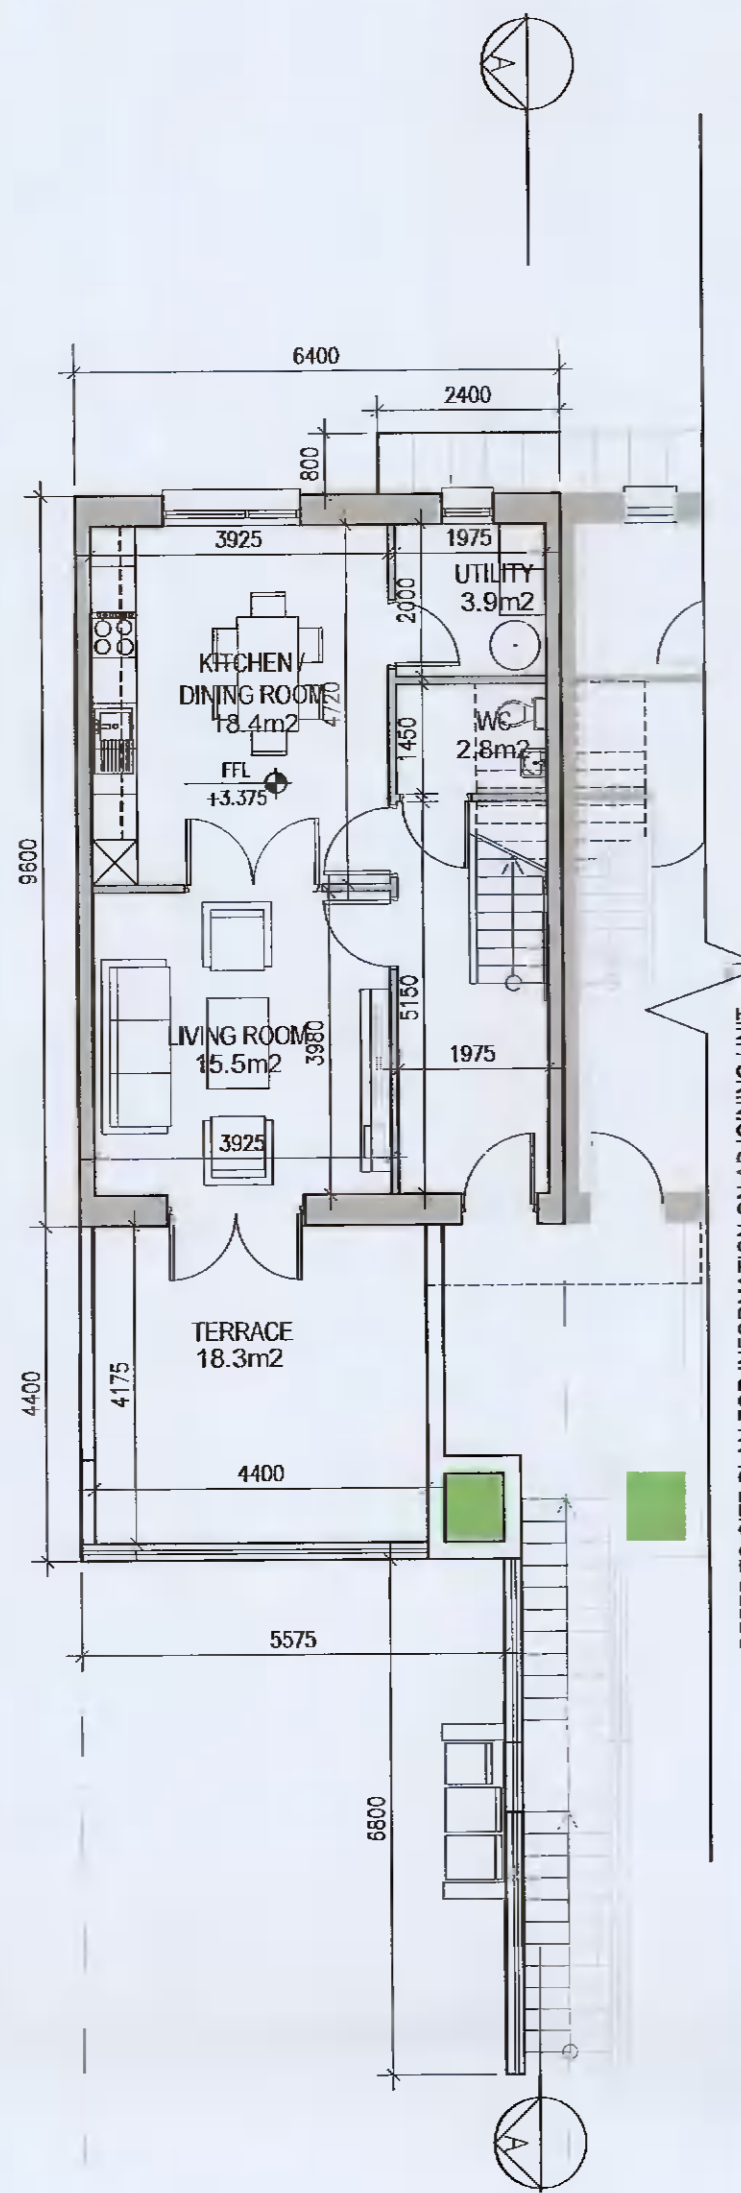 A
6400
2400
800
3925
1975
UTILITY
3.9m2
2000
KITCHEN /
DINING ROOM
18.4m2
4720
WC
2.8m2
1450
FFL
+3.375
9600
LIVING ROOM
15.5m2
3980
5150
1975
3925
TERRACE
18.3m2
4175
4400
4400
5575
6800
A